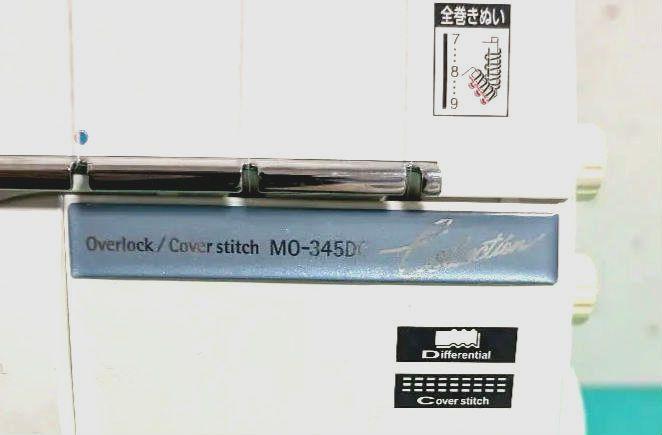 全巻きぬい
7
8
9
Overlock / Cover stitch MO-345D
Differential
Cover stitch